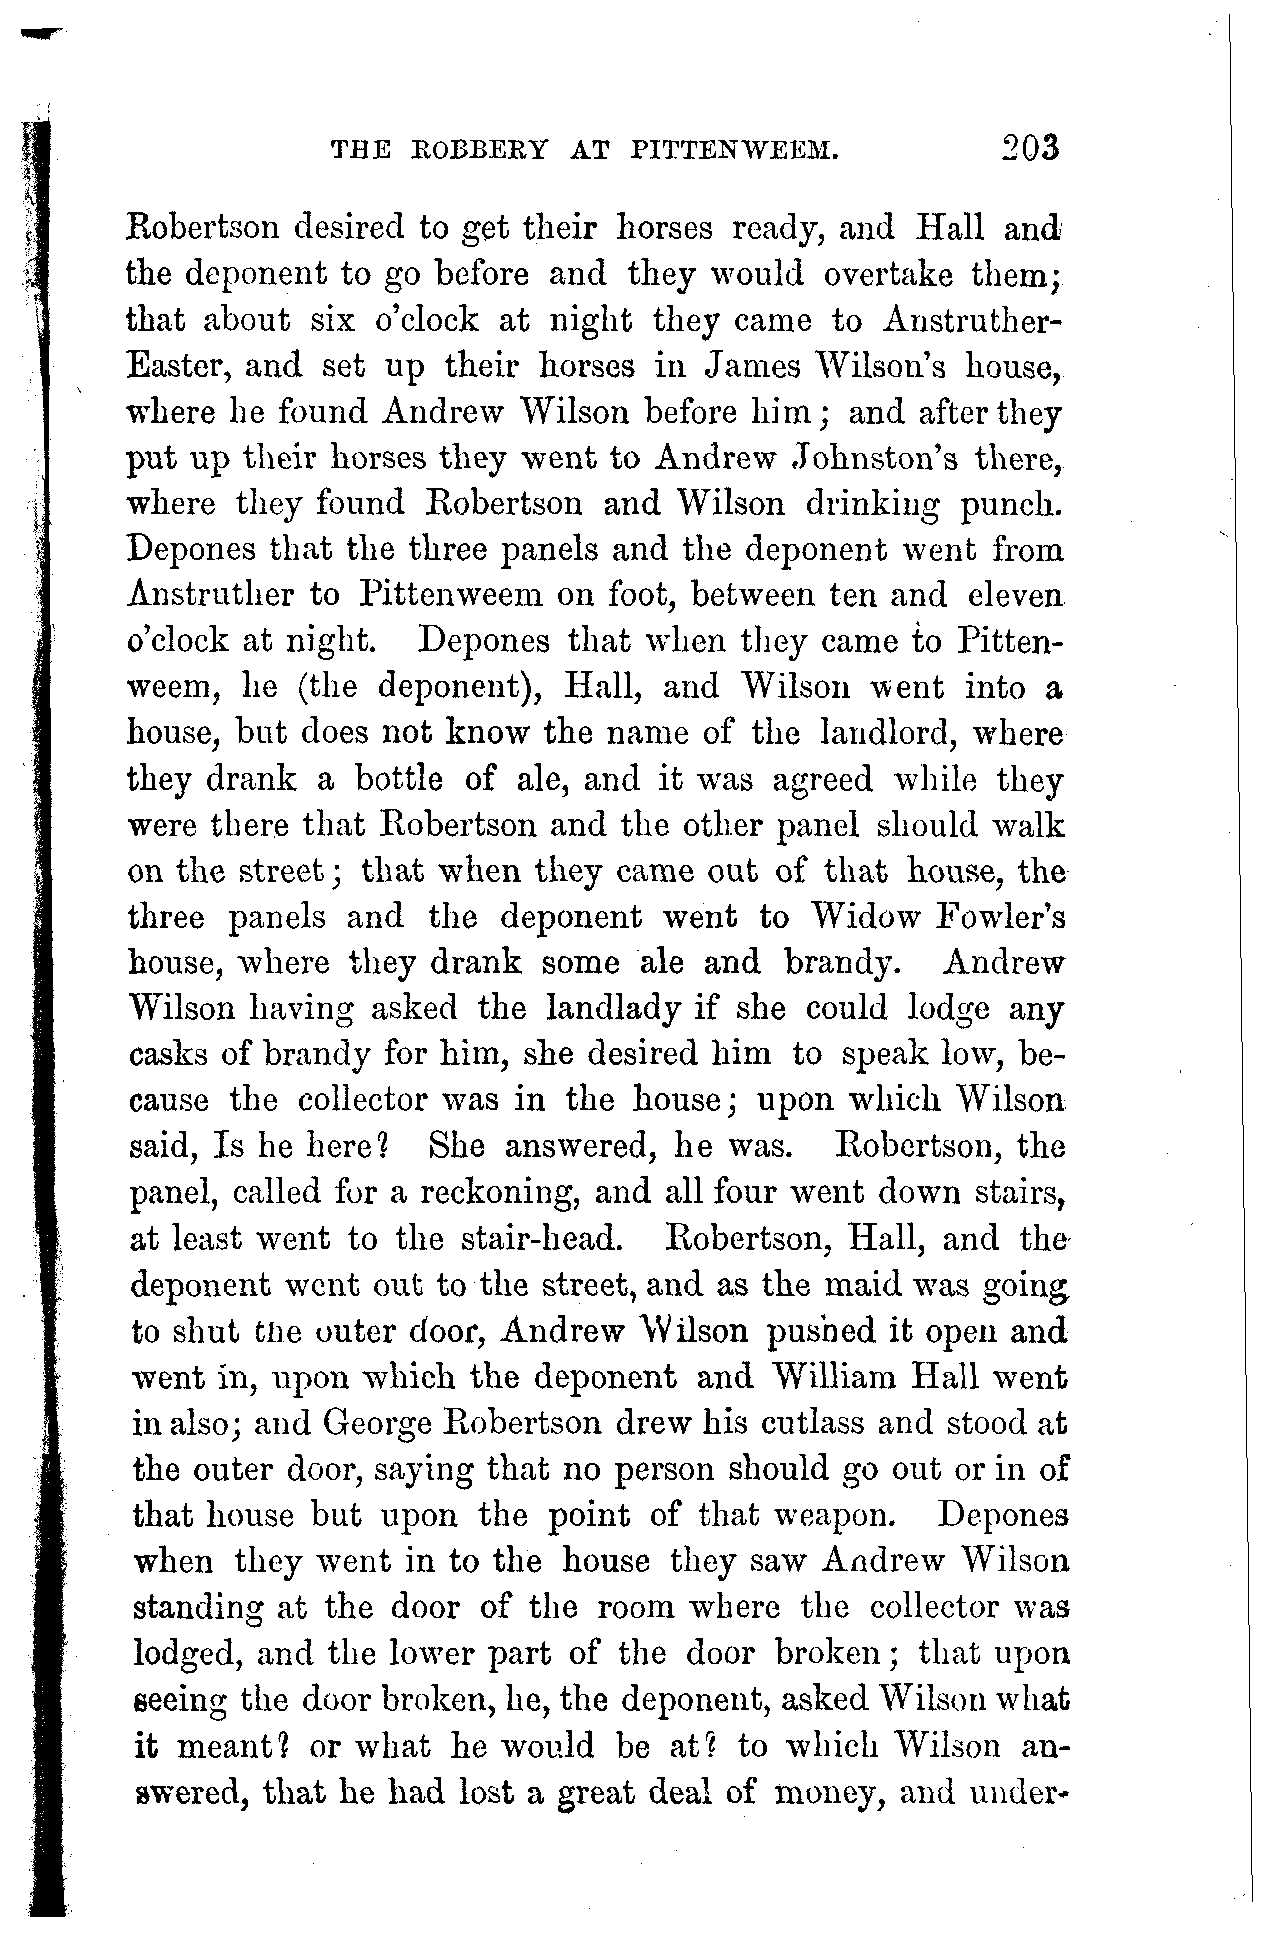 THE ROBBERY AT PITTENWEEM. 203
Robertson desired to get their horses ready, and Hall and
the deponent to go before and they would overtake them;
that about six o'clock at night they came to Anstruther-
Easter, and set up their horses in James Wilson's house,
where he found Andrew Wilson before him; and after they
put up their horses they went to Andrew Johnston's there,
where they found Robertson and Wilson drinking punch.
Depones that the three panels and the deponent went from
Anstruther to Pittenweem on foot, between ten and eleven
o'clock at night. Depones that when they came to Pitten-
weem, he (the deponent), Hall, and Wilson went into a
house, but does not know the name of the landlord, where
they drank a bottle of ale, and it was agreed while they
were there that Robertson and the other panel should walk
on the street; that when they came out of that house, the
three panels and the deponent went to Widow Fowler's
house, where they drank some ale and brandy. Andrew
Wilson having asked the landlady if she could lodge any
casks of brandy for him, she desired him to speak low, be-
cause the collector was in the house; upon which Wilson
said, Is he here? She answered, he was. Robertson, the
panel, called for a reckoning, and all four went down stairs,
at least went to the stair-head. Robertson, Hall, and the
deponent went out to the street, and as the maid was going
to shut the outer door, Andrew Wilson pushed it open and
went in, upon which the deponent and William Hall went
in also; and George Robertson drew his cutlass and stood at
the outer door, saying that no person should go out or in of
that house but upon the point of that weapon. Depones
when they went in to the house they saw Andrew Wilson
standing at the door of the room where the collector was
lodged, and the lower part of the door broken; that upon
seeing the door broken, he, the deponent, asked Wilson what
it meant? or what he would be at? to which Wilson an-
swered, that he had lost a great deal of money, and under-